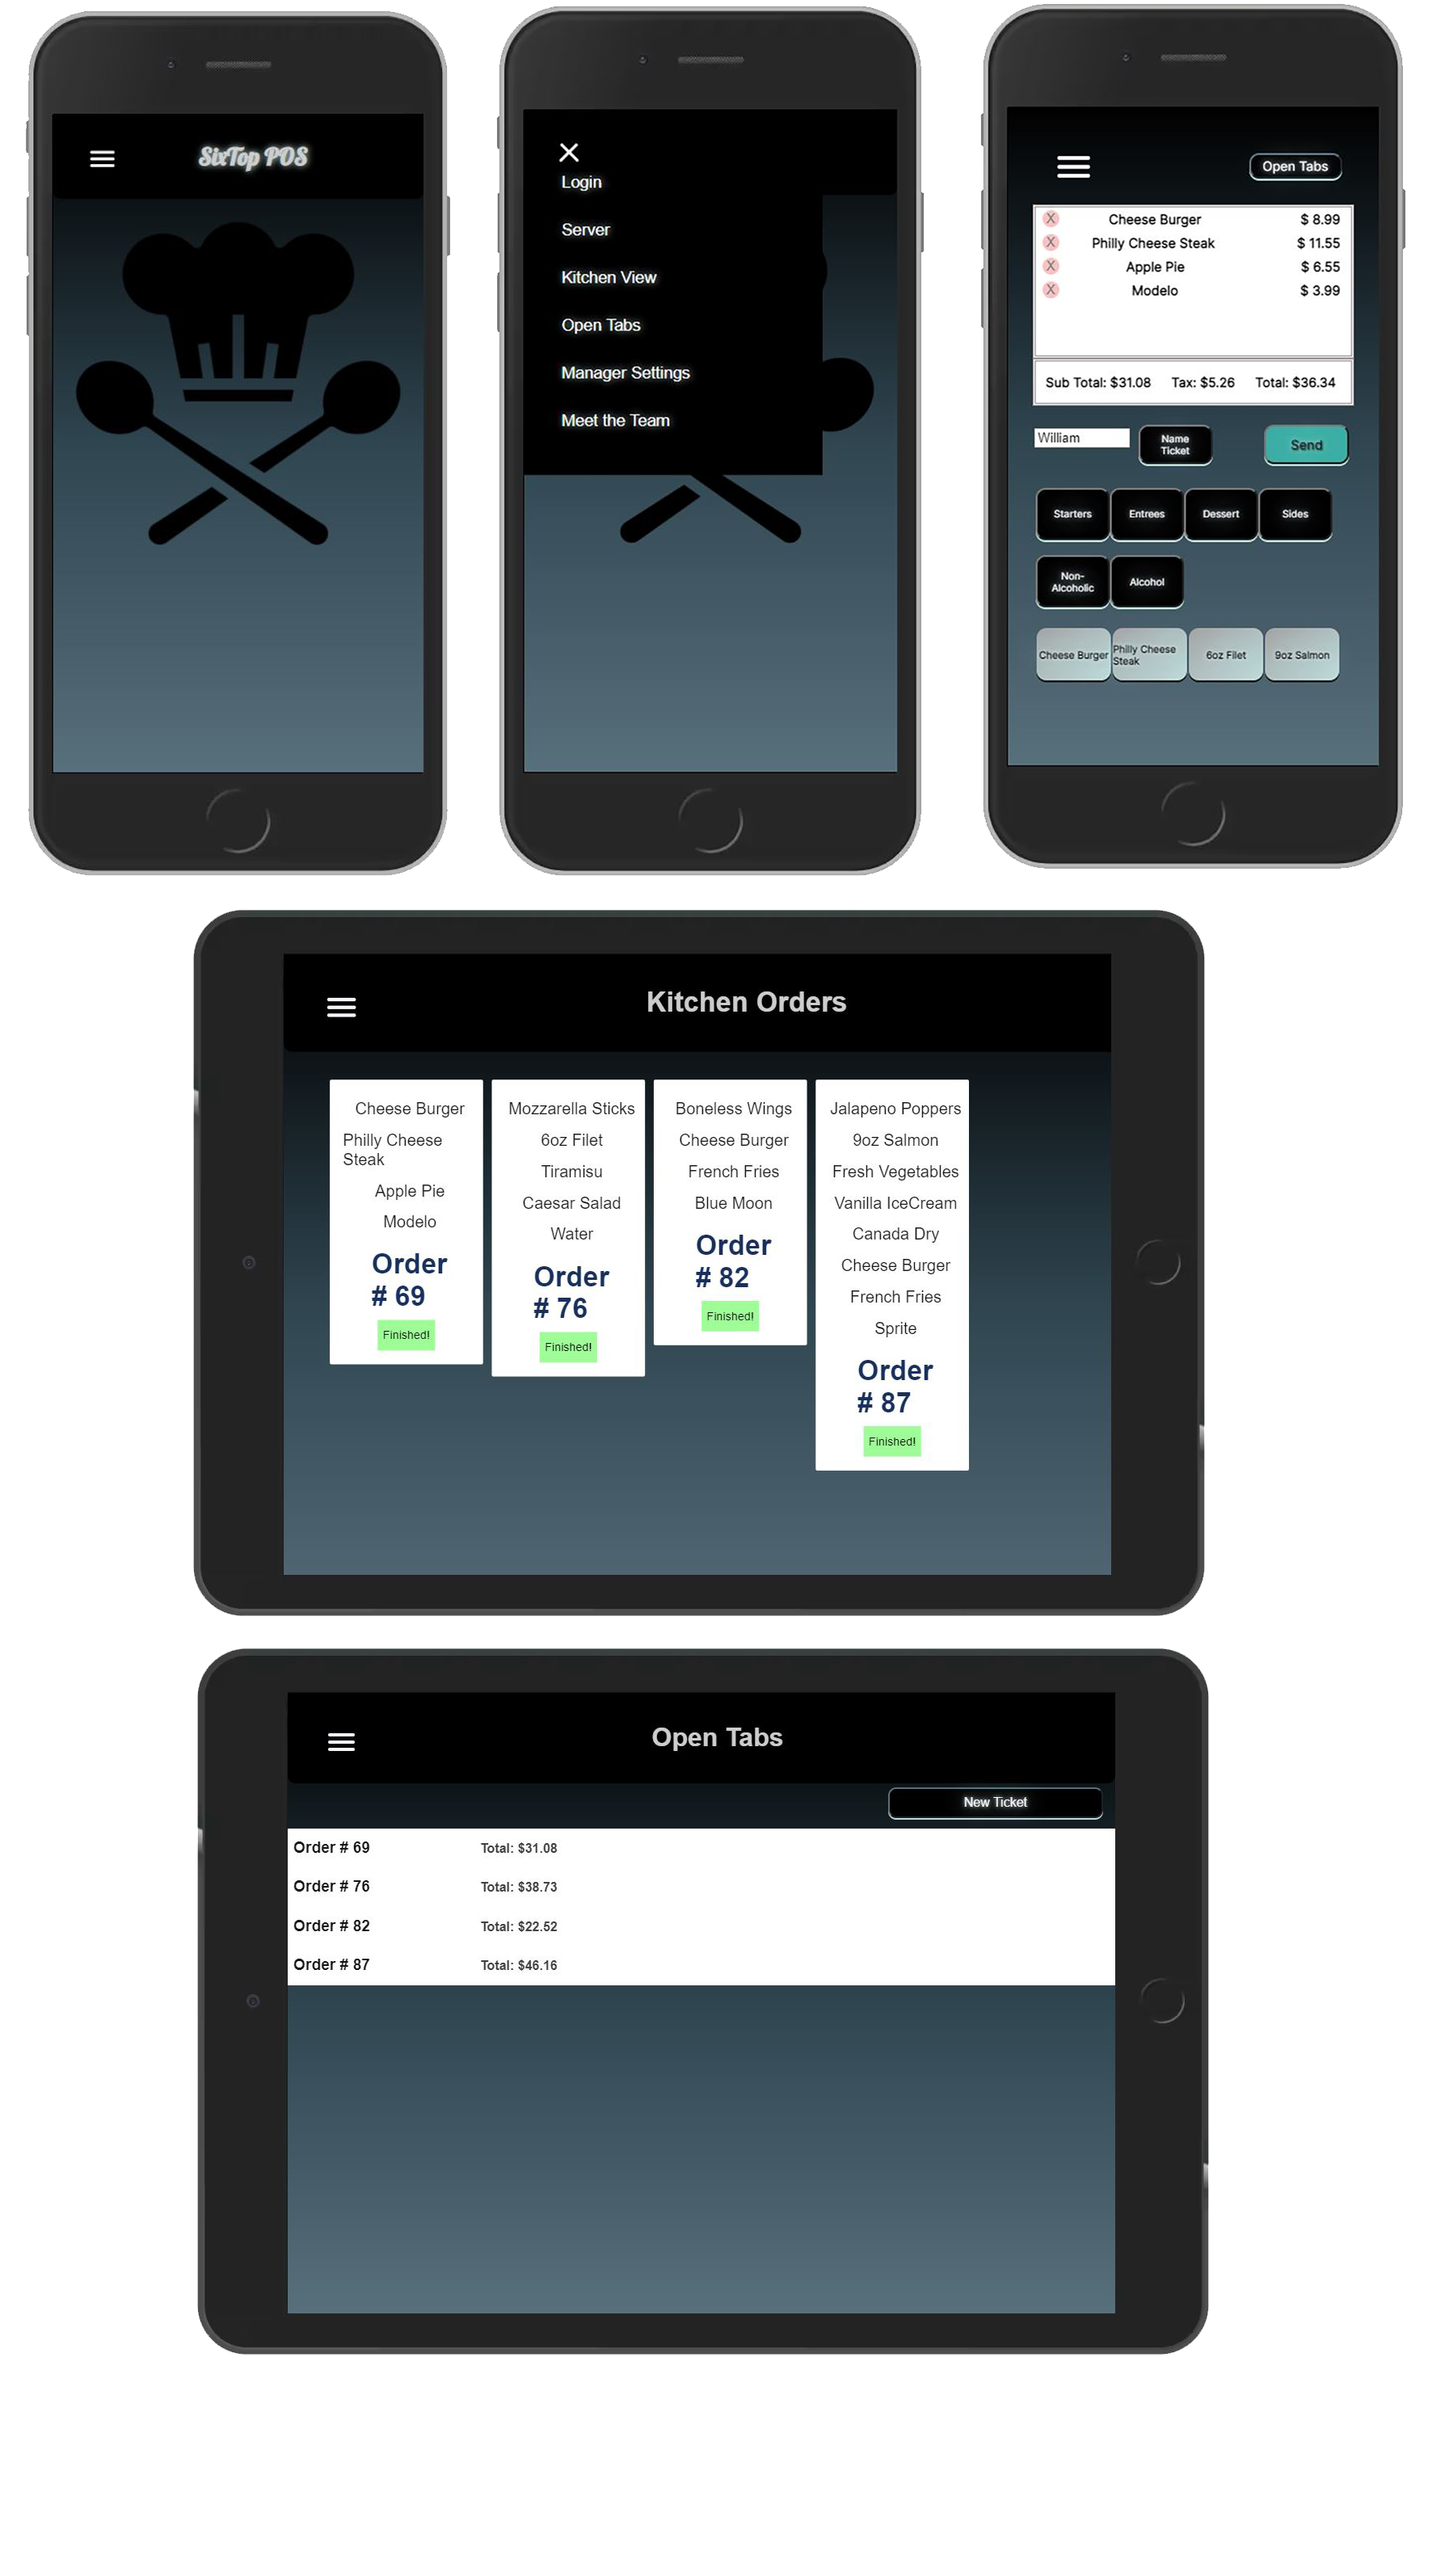 SixTop POS
Login
Server
Kitchen View
Open Tabs
Manager Settings
Meet the Team
Open Tabs
X Cheese Burger $ 8.99
X Philly Cheese Steak $ 11.55
X Apple Pie $ 6.55
X Modelo $ 3.99
Sub Total: $31.08 Tax: $5.26 Total: $36.34
William
Name
Ticket
Send
Starters Entrees Dessert Sides
Non-
Alcoholic
Alcohol
Cheese Burger
Philly Cheese
Steak
6oz Filet
9oz Salmon
Kitchen Orders
Cheese Burger
Philly Cheese
Steak
Apple Pie
Modelo
Order
# 69
Finished!
Mozzarella Sticks
6oz Filet
Tiramisu
Caesar Salad
Water
Order
# 76
Finished!
Boneless Wings
Cheese Burger
French Fries
Blue Moon
Order
# 82
Finished!
Jalapeno Poppers
9oz Salmon
Fresh Vegetables
Vanilla IceCream
Canada Dry
Cheese Burger
French Fries
Sprite
Order
# 87
Finished!
Open Tabs
New Ticket
Order # 69 Total: $31.08
Order # 76 Total: $38.73
Order # 82 Total: $22.52
Order # 87 Total: $46.16